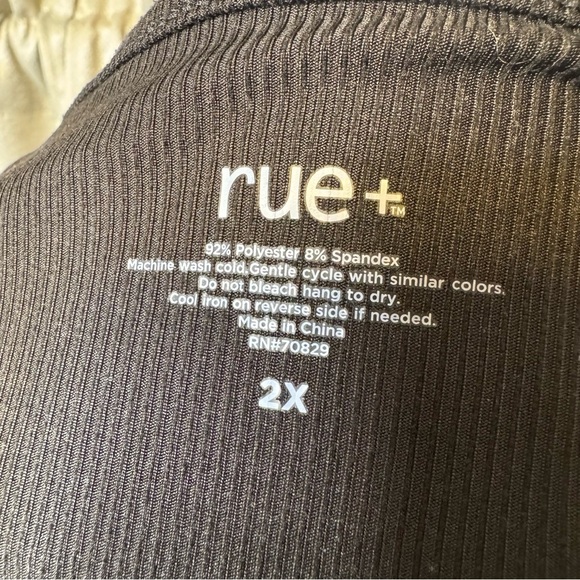 rue+™
92% Polyester 8% Spandex
Machine wash cold.Gentle cycle with similar colors.
Do not bleach hang to dry.
Cool iron on reverse side if needed.
Made in China
RN#70829
2X